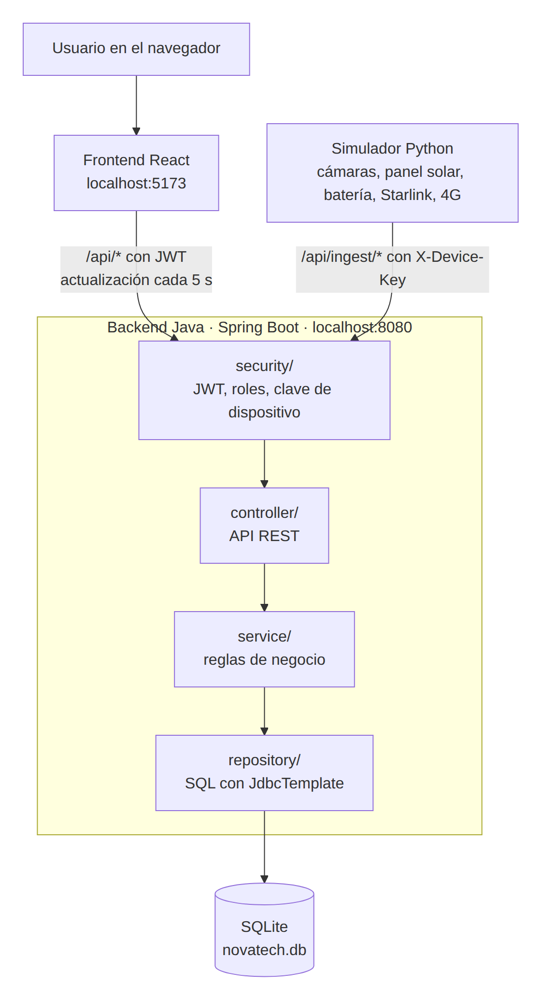 Usuario en el navegador
Frontend React
localhost:5173
Simulador Python
cámaras, panel solar,
batería, Starlink, 4G
/api/* con JWT
actualización cada 5 s
/api/ingest/* con X-Device-
Key
Backend Java · Spring Boot · localhost:8080
security/
JWT, roles, clave de
dispositivo
controller/
API REST
service/
reglas de negocio
repository/
SQL con JdbcTemplate
SQLite
novatech.db